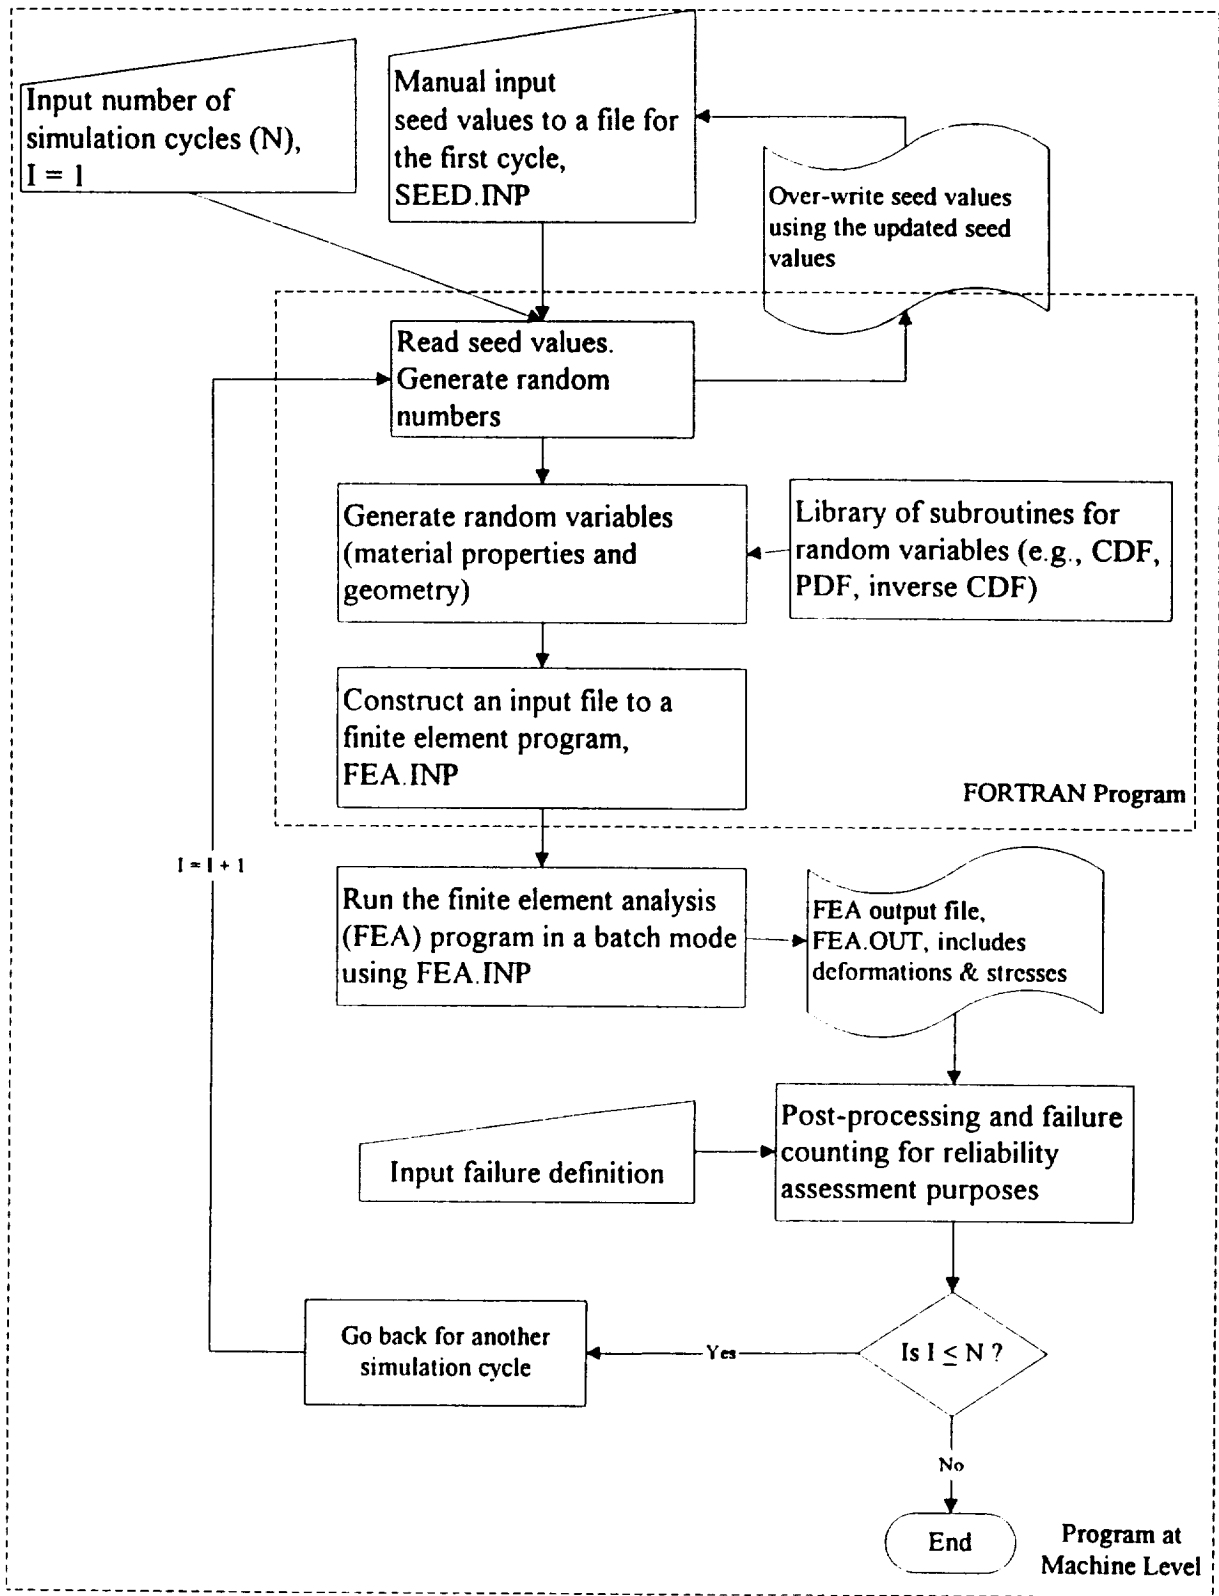 Input number of
simulation cycles (N),
I = 1
Manual input
seed values to a file for
the first cycle,
SEED.INP
Over-write seed values
using the updated seed
values
Read seed values.
Generate random
numbers
Generate random variables
(material properties and
geometry)
Library of subroutines for
random variables (e.g., CDF,
PDF, inverse CDF)
Construct an input file to a
finite element program,
FEA.INP
FORTRAN Program
I = I + 1
Run the finite element analysis
(FEA) program in a batch mode
using FEA.INP
FEA output file,
FEA.OUT, includes
deformations & stresses
Input failure definition
Post-processing and failure
counting for reliability
assessment purposes
Go back for another
simulation cycle
Yes
Is I ≤ N ?
No
End
Program at
Machine Level